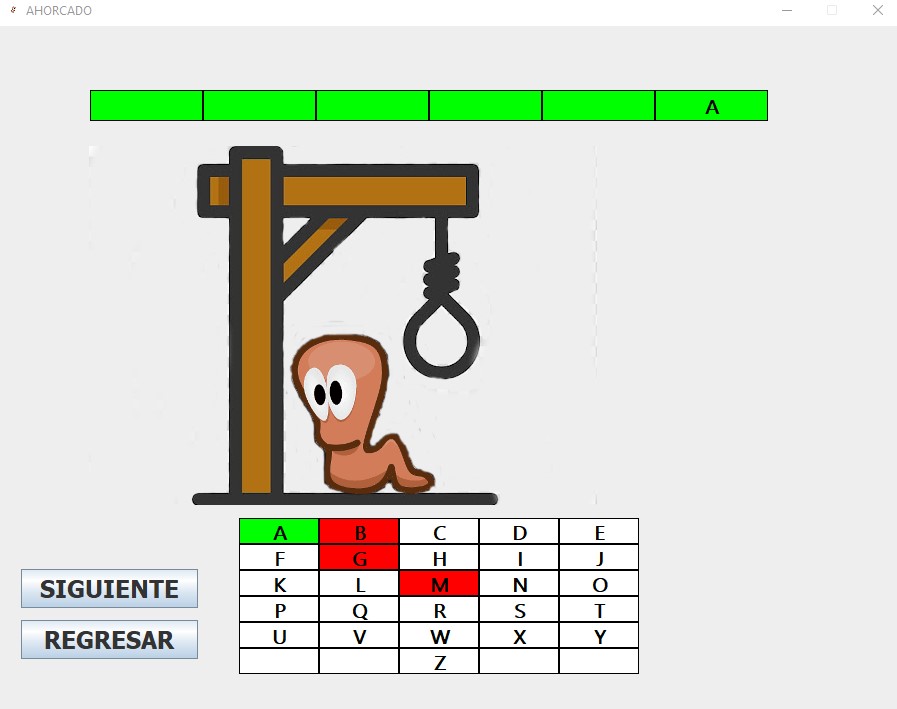 AHORCADO
A
A B C D E
F G H I J
K L M N O
P Q R S T
U V W X Y
Z
SIGUIENTE
REGRESAR